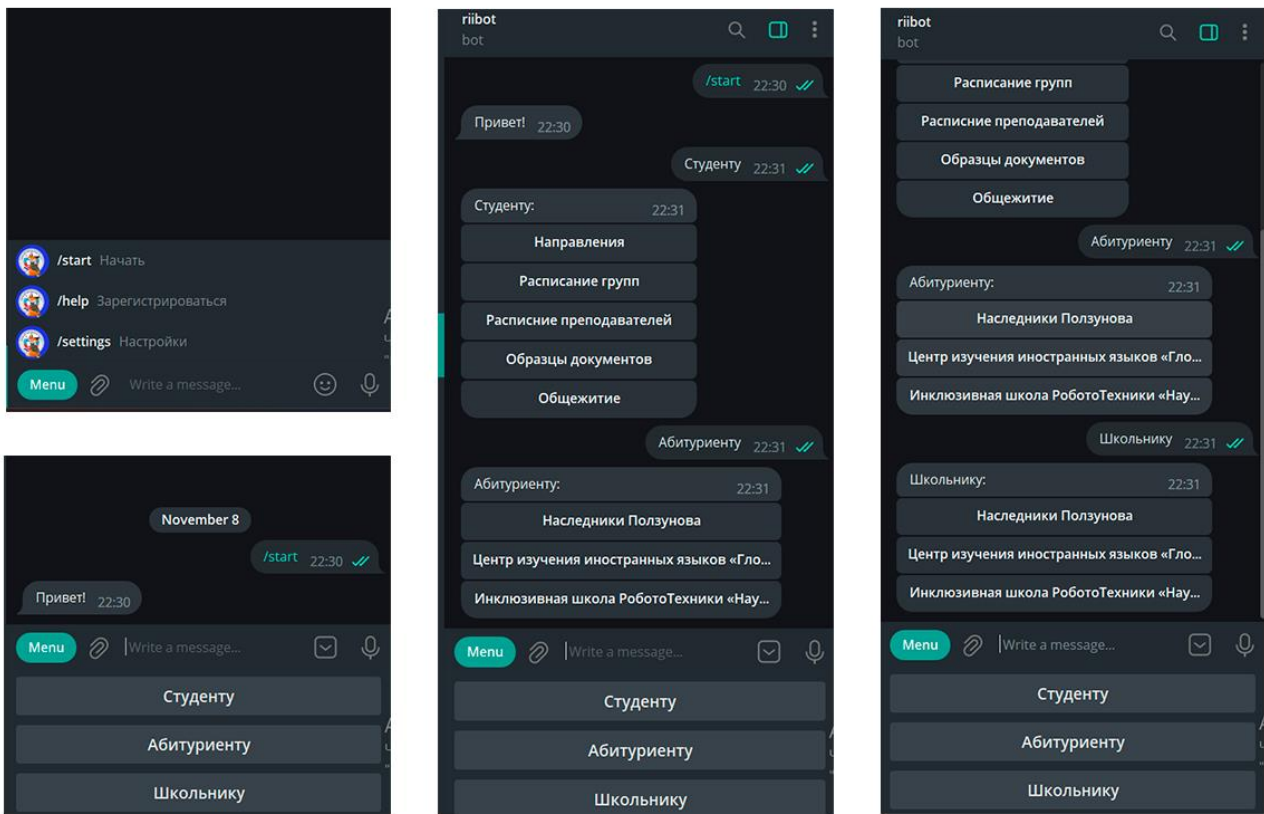 /start Начать
/help Зарегистрироваться
/settings Настройки
Menu Write a message...
November 8
/start 22:30
Привет! 22:30
Menu Write a message...
Студенту
Абитуриенту
Школьнику
riibot
bot
/start 22:30
Привет! 22:30
Студенту 22:31
Студенту: 22:31
Направления
Расписание групп
Расписние преподавателей
Образцы документов
Общежитие
Абитуриенту 22:31
Абитуриенту: 22:31
Наследники Ползунова
Центр изучения иностранных языков «Гло...
Инклюзивная школа РоботоТехники «Нау...
Menu Write a message...
Студенту
Абитуриенту
Школьнику
riibot
bot
Расписание групп
Расписние преподавателей
Образцы документов
Общежитие
Абитуриенту 22:31
Абитуриенту: 22:31
Наследники Ползунова
Центр изучения иностранных языков «Гло...
Инклюзивная школа РоботоТехники «Нау...
Школьнику 22:31
Школьнику: 22:31
Наследники Ползунова
Центр изучения иностранных языков «Гло...
Инклюзивная школа РоботоТехники «Нау...
Menu Write a message...
Студенту
Абитуриенту
Школьнику